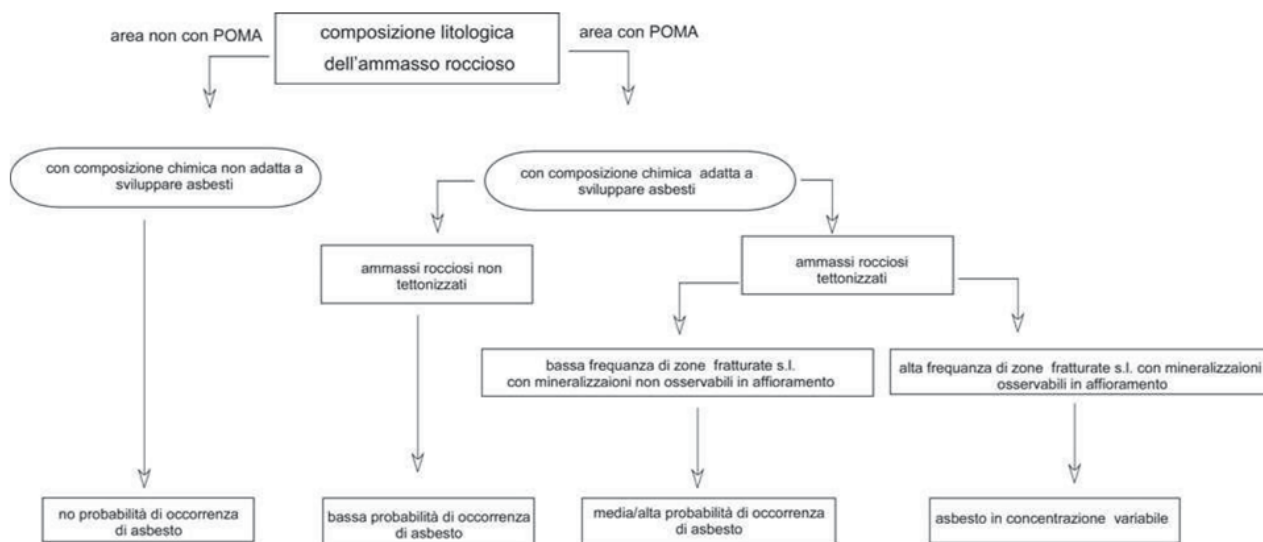 area non con POMA
composizione litologica
dell'ammasso roccioso
area con POMA
con composizione chimica non adatta a
sviluppare asbesti
con composizione chimica adatta a
sviluppare asbesti
ammassi rocciosi non
tettonizzati
ammassi rocciosi
tettonizzati
bassa frequanza di zone fratturate s.l.
con mineralizzaioni non osservabili in affioramento
alta frequanza di zone fratturate s.l. con mineralizzaioni
osservabili in affioramento
no probabilità di occorrenza
di asbesto
bassa probabilità di occorrenza
di asbesto
media/alta probabilità di occorrenza
di asbesto
asbesto in concentrazione variabile